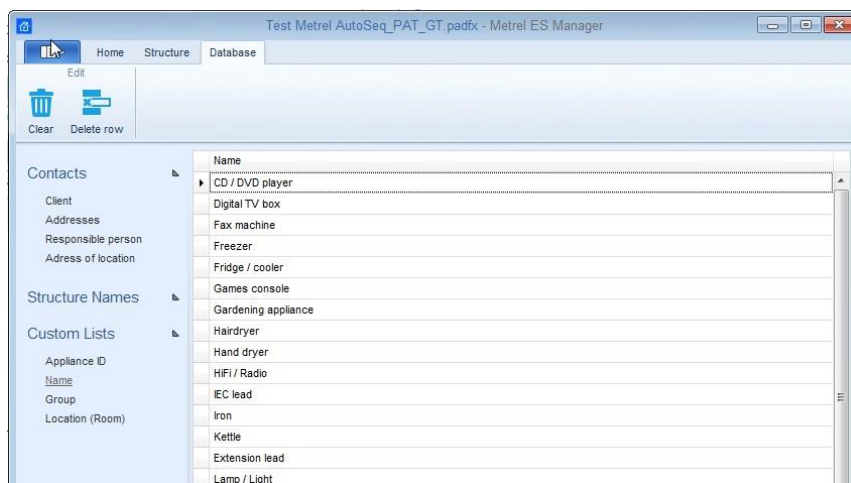 Test Metrel AutoSeq_PAT_GT.padfx - Metrel ES Manager
Home Structure Database
Edit
Clear Delete row
Contacts
Client
Addresses
Responsible person
Adress of location
Structure Names
Custom Lists
Appliance ID
Name
Group
Location (Room)
Name
CD / DVD player
Digital TV box
Fax machine
Freezer
Fridge / cooler
Games console
Gardening appliance
Hairdryer
Hand dryer
HiFi / Radio
IEC lead
Iron
Kettle
Extension lead
Lamp / Light